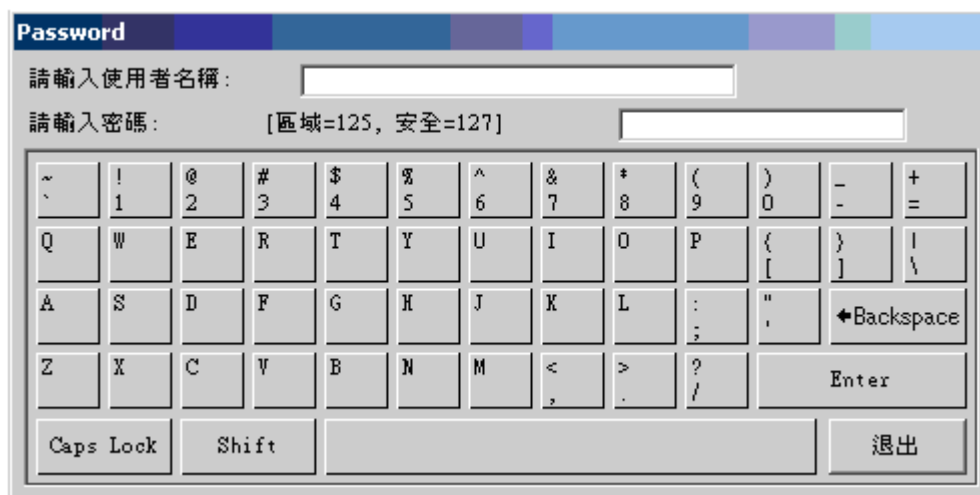 Password
請輸入使用者名稱:
請輸入密碼: [區域=125, 安全=127]
~ ! @ # $ % ^ & * ( ) _ +
` 1 2 3 4 5 6 7 8 9 0 - =
Q W E R T Y U I O P { } |
[ ] \
A S D F G H J K L : " ←Backspace
; '
Z X C V B N M < > ? Enter
, . /
Caps Lock Shift 退出